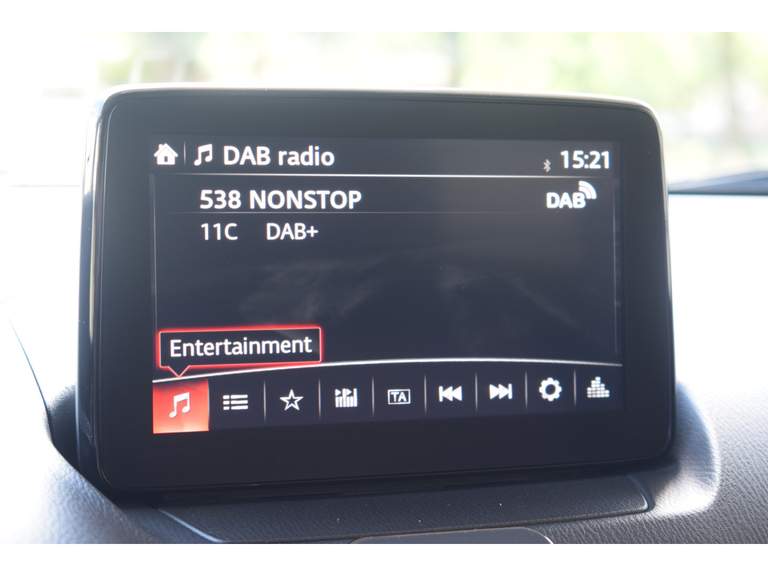 DAB radio 15:21
538 NONSTOP DAB
11C DAB+
Entertainment
TA